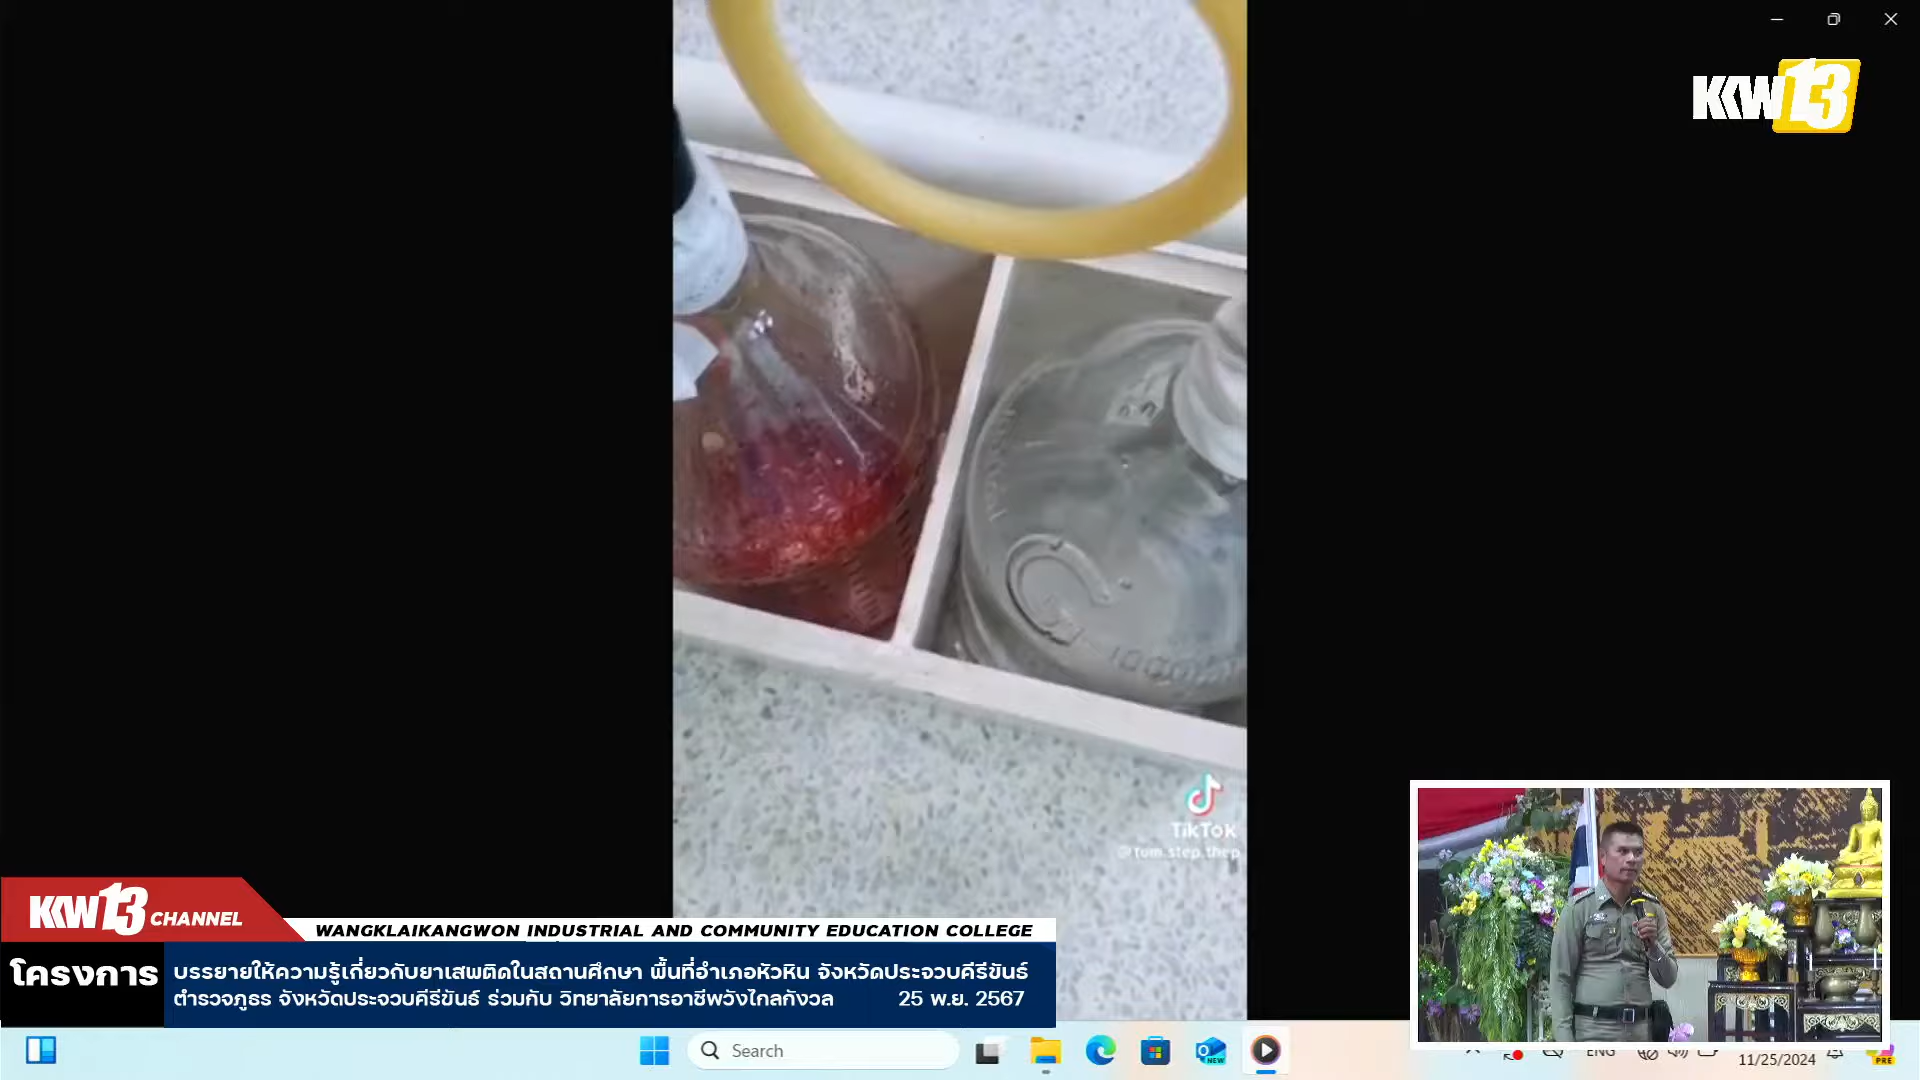 KW13
TikTok
@tom.step.thep
KW13 CHANNEL
WANGKLAIKANGWON INDUSTRIAL AND COMMUNITY EDUCATION COLLEGE
โครงการ
บรรยายให้ความรู้เกี่ยวกับยาเสพติดในสถานศึกษา พื้นที่อำเภอหัวหิน จังหวัดประจวบคีรีขันธ์
ตำรวจภูธร จังหวัดประจวบคีรีขันธ์ ร่วมกับ วิทยาลัยการอาชีพวังไกลกังวล 25 พ.ย. 2567
Search
NEW
ENG
11/25/2024
PRE